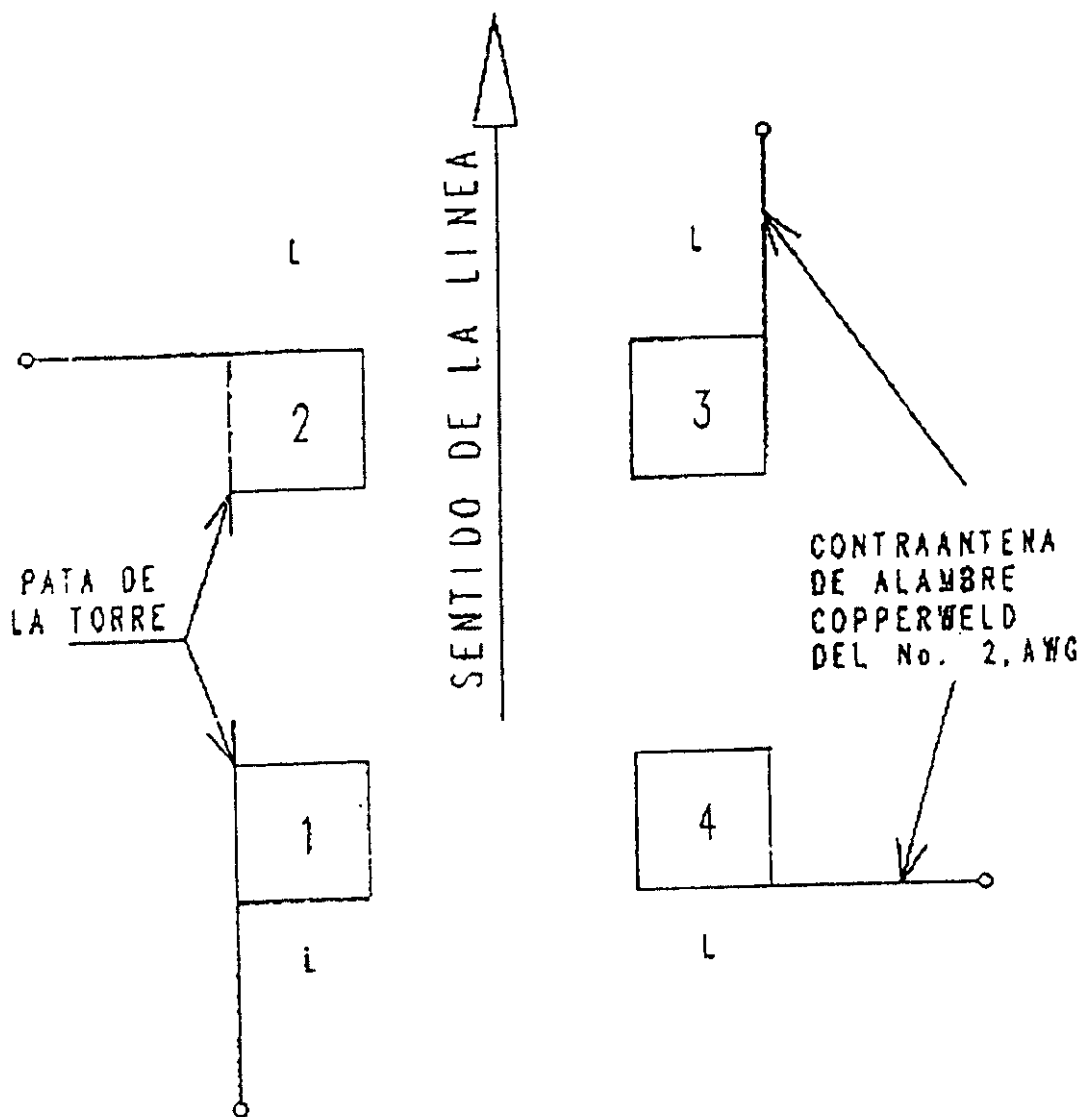 SENTIDO DE LA LINEA
L
L
2
3
PATA DE
LA TORRE
CONTRAANTENA
DE ALAMBRE
COPPERWELD
DEL No. 2, AWG
1
4
L
L